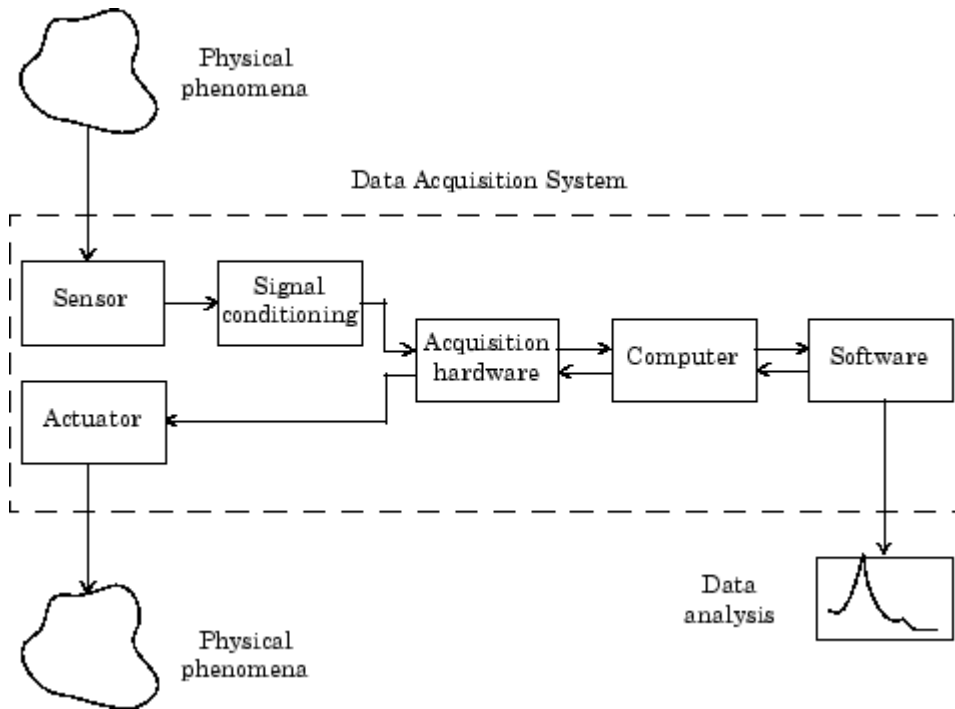 Physical
phenomena
Data Acquisition System
Sensor
Signal
conditioning
Acquisition
hardware
Computer
Software
Actuator
Data
analysis
Physical
phenomena